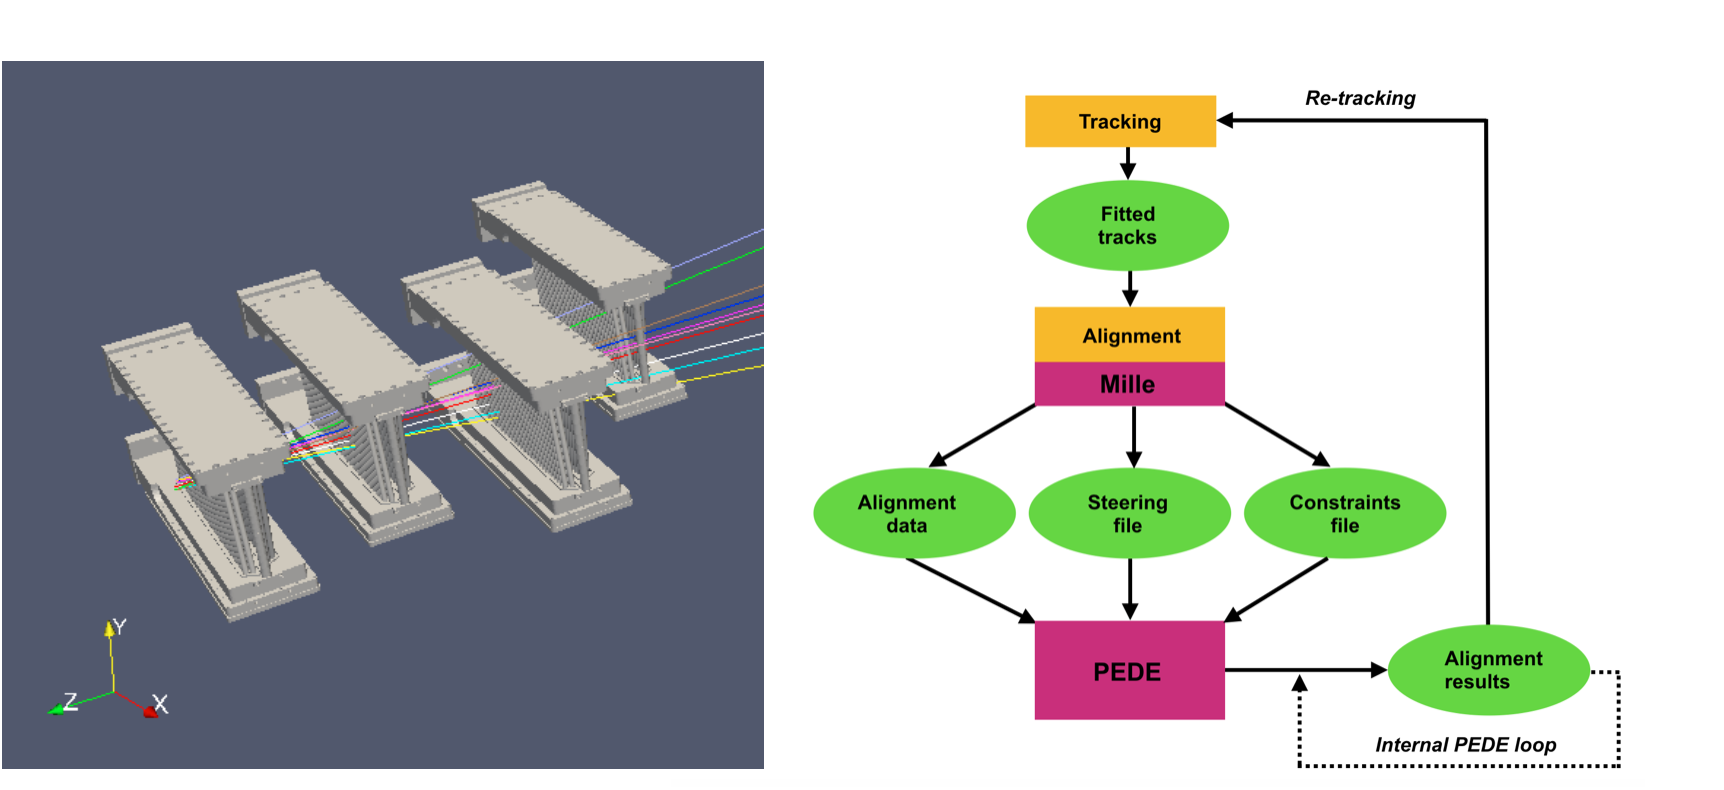 Y
Z
X
Re-tracking
Tracking
Fitted
tracks
Alignment
Mille
Alignment
data
Steering
file
Constraints
file
PEDE
Alignment
results
Internal PEDE loop